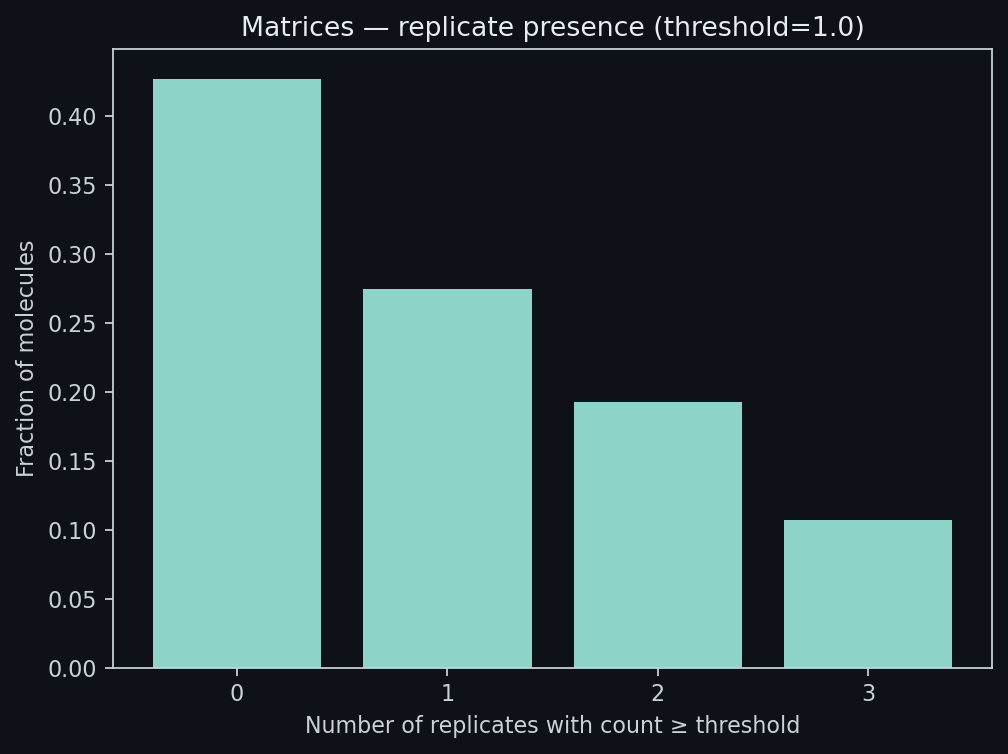 Matrices — replicate presence (threshold=1.0)
Fraction of molecules
0.40
0.35
0.30
0.25
0.20
0.15
0.10
0.05
0.00
0 1 2 3
Number of replicates with count ≥ threshold